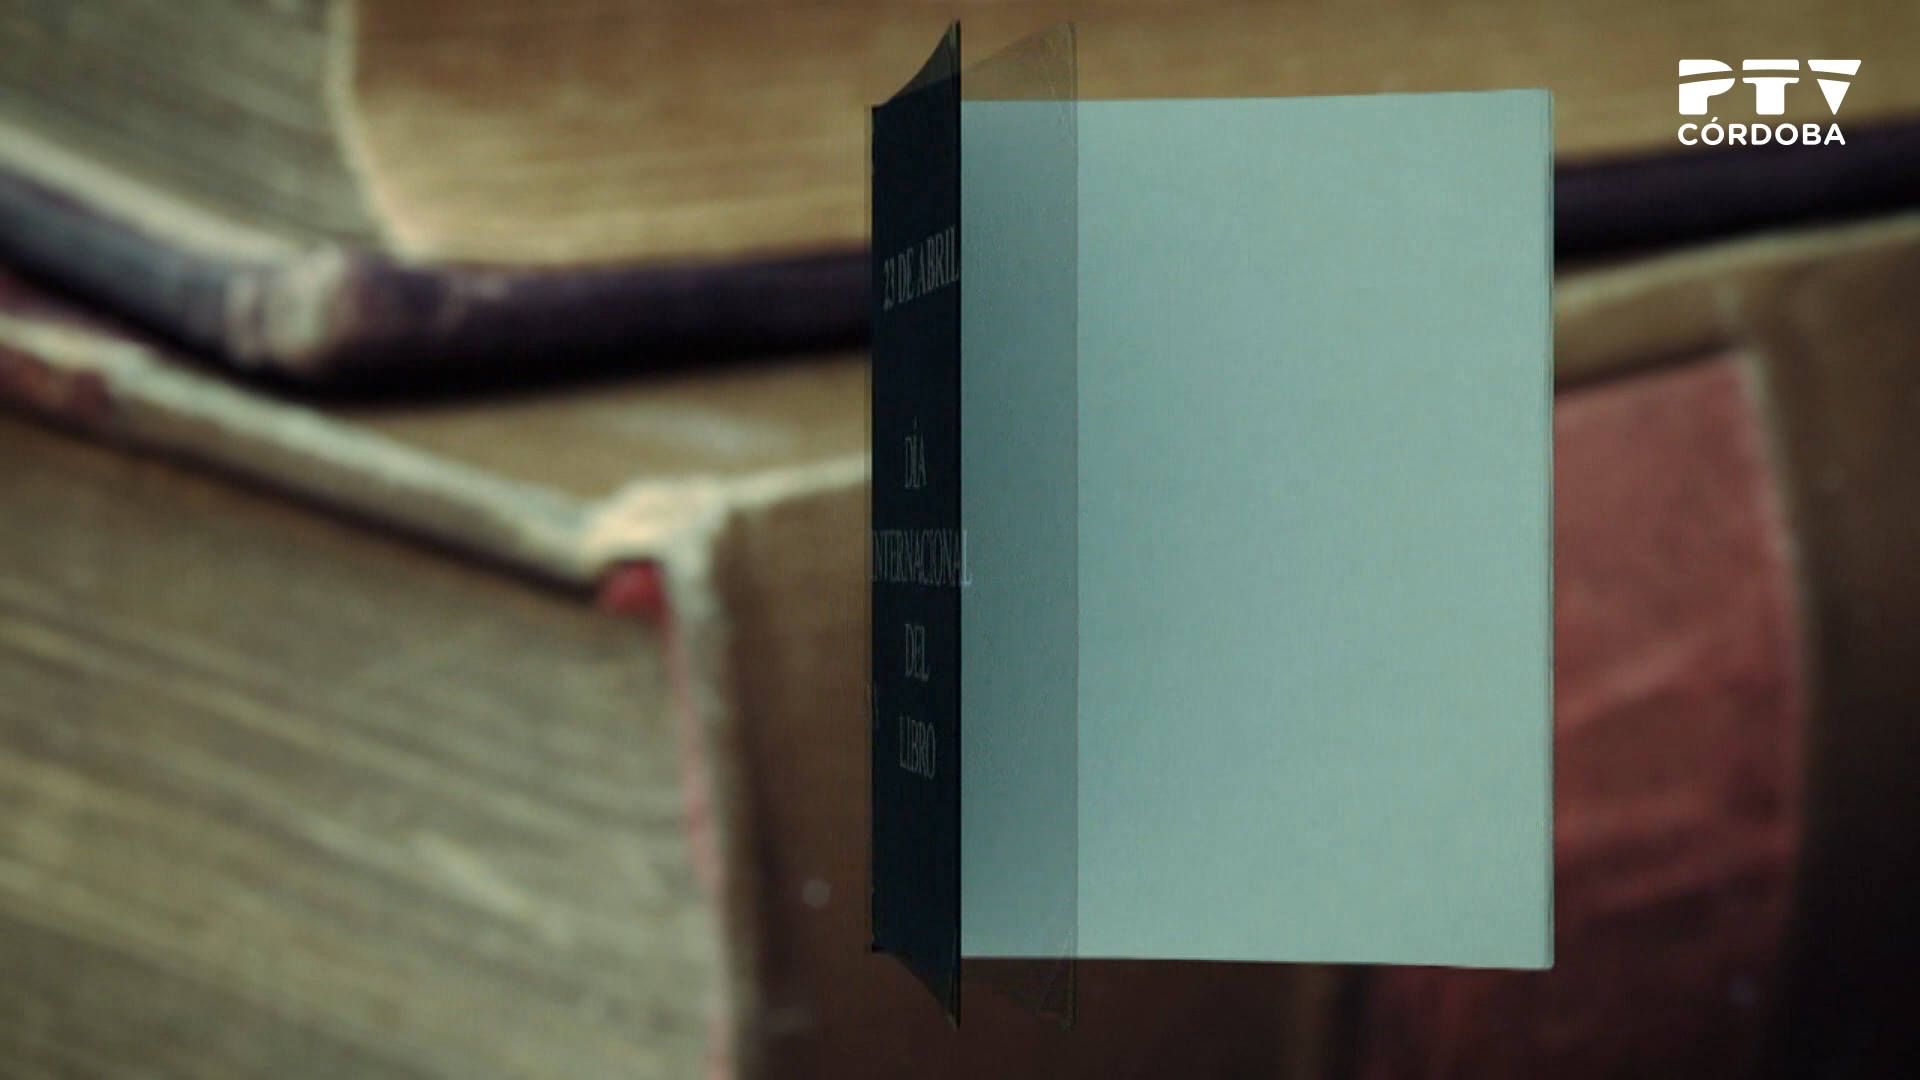 PTV
CÓRDOBA
23 DE ABRIL
DÍA
INTERNACIONAL
DEL
LIBRO